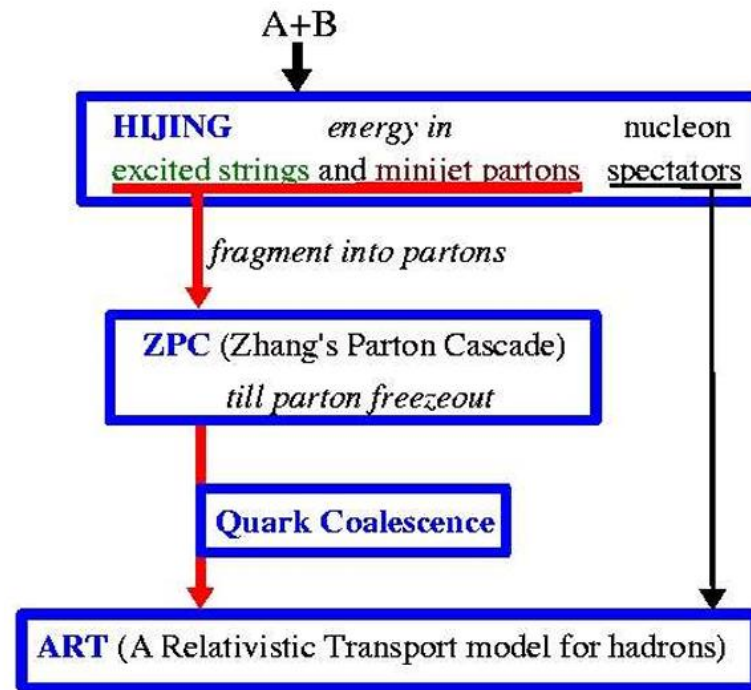 A+B
HIJING energy in nucleon
excited strings and minijet partons spectators
fragment into partons
ZPC (Zhang's Parton Cascade)
till parton freezeout
Quark Coalescence
ART (A Relativistic Transport model for hadrons)